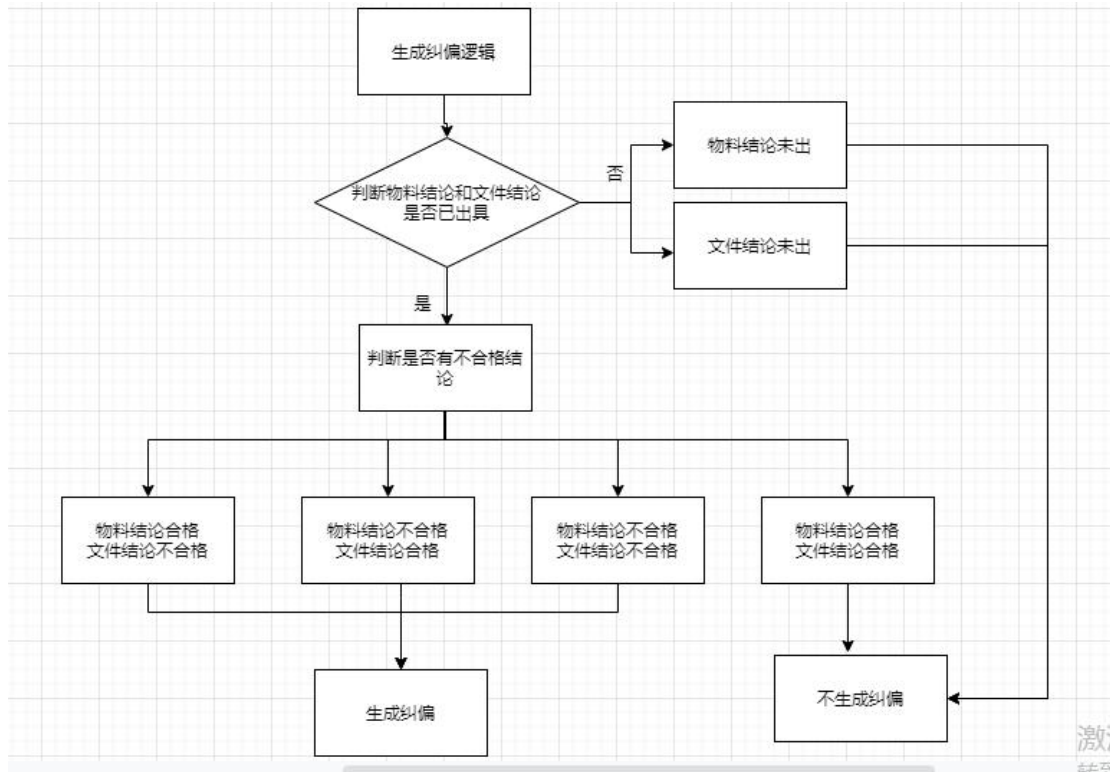 生成纠偏逻辑
判断物料结论和文件结论
是否已出具
否
物料结论未出
文件结论未出
是
判断是否有不合格结
论
物料结论合格
文件结论不合格
物料结论不合格
文件结论合格
物料结论不合格
文件结论不合格
物料结论合格
文件结论合格
生成纠偏
不生成纠偏
激